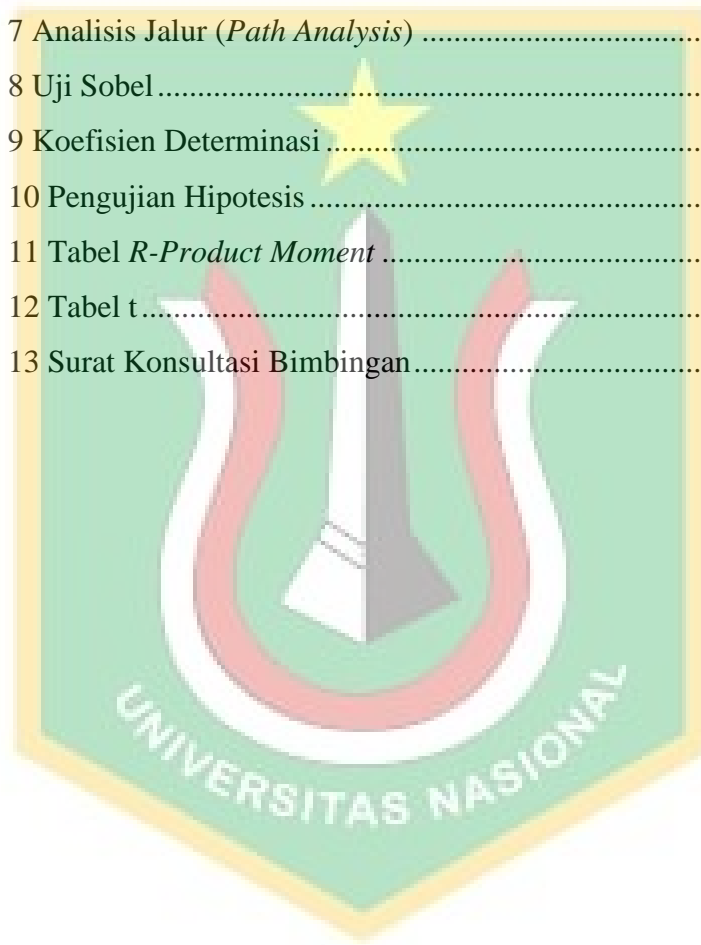 7 Analisis Jalur (Path Analysis) ..................................
8 Uji Sobel....................................................................
9 Koefisien Determinasi ..............................................
10 Pengujian Hipotesis ................................................
11 Tabel R-Product Moment .......................................
12 Tabel t......................................................................
13 Surat Konsultasi Bimbingan....................................
UNIVERSITAS NASIONAL